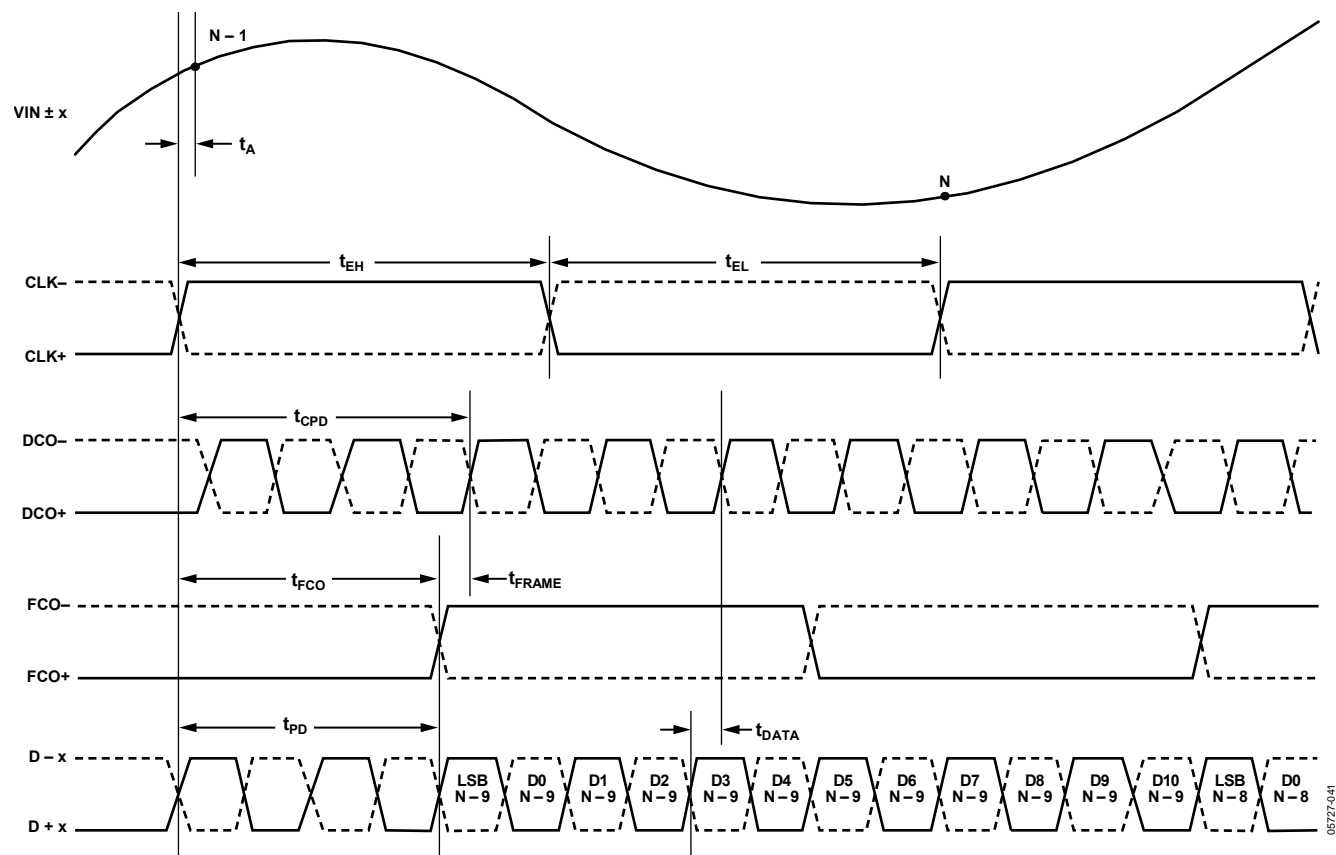 N – 1
VIN ± x
tA
N
tEH
tEL
CLK–
CLK+
tCPD
DCO–
DCO+
tFCO
tFRAME
FCO–
FCO+
tPD
tDATA
D – x
D + x
LSB N – 9
D0 N – 9
D1 N – 9
D2 N – 9
D3 N – 9
D4 N – 9
D5 N – 9
D6 N – 9
D7 N – 9
D8 N – 9
D9 N – 9
D10 N – 9
LSB N – 8
D0 N – 8
05727-041